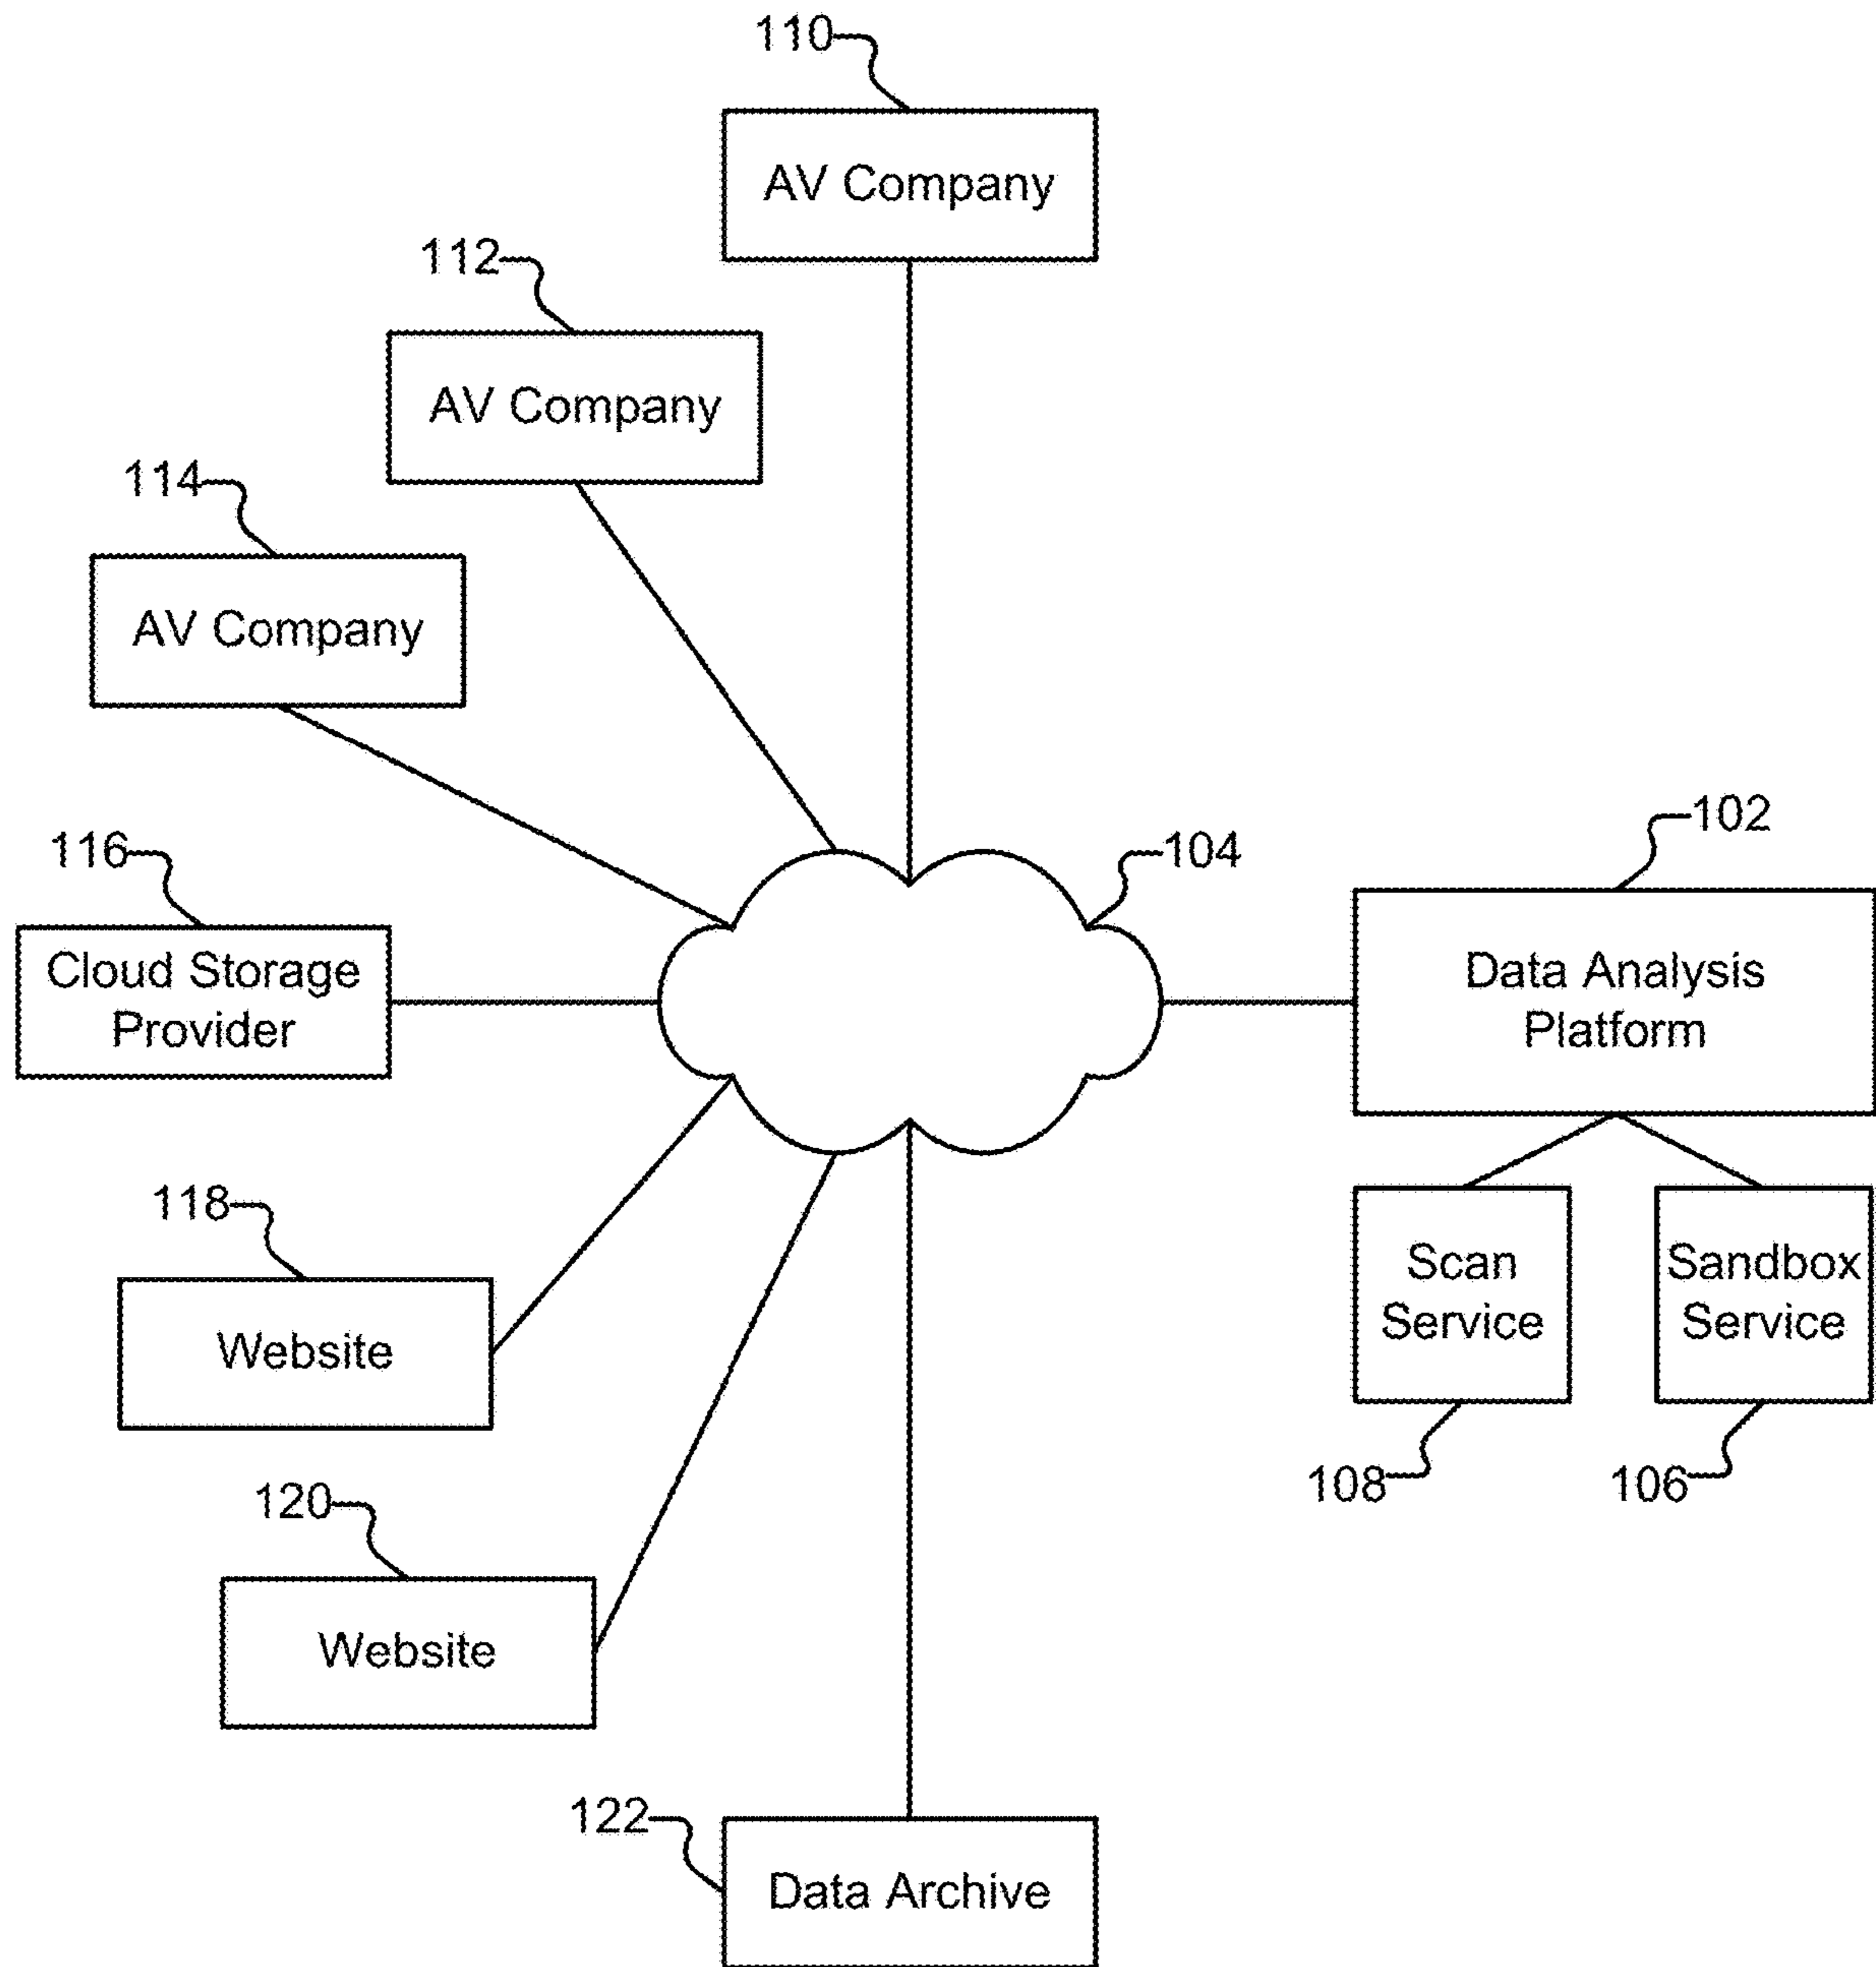 110
AV Company
112
AV Company
114
AV Company
116
Cloud Storage
Provider
104
102
Data Analysis
Platform
118
Website
Scan
Service
Sandbox
Service
108
106
120
Website
122
Data Archive